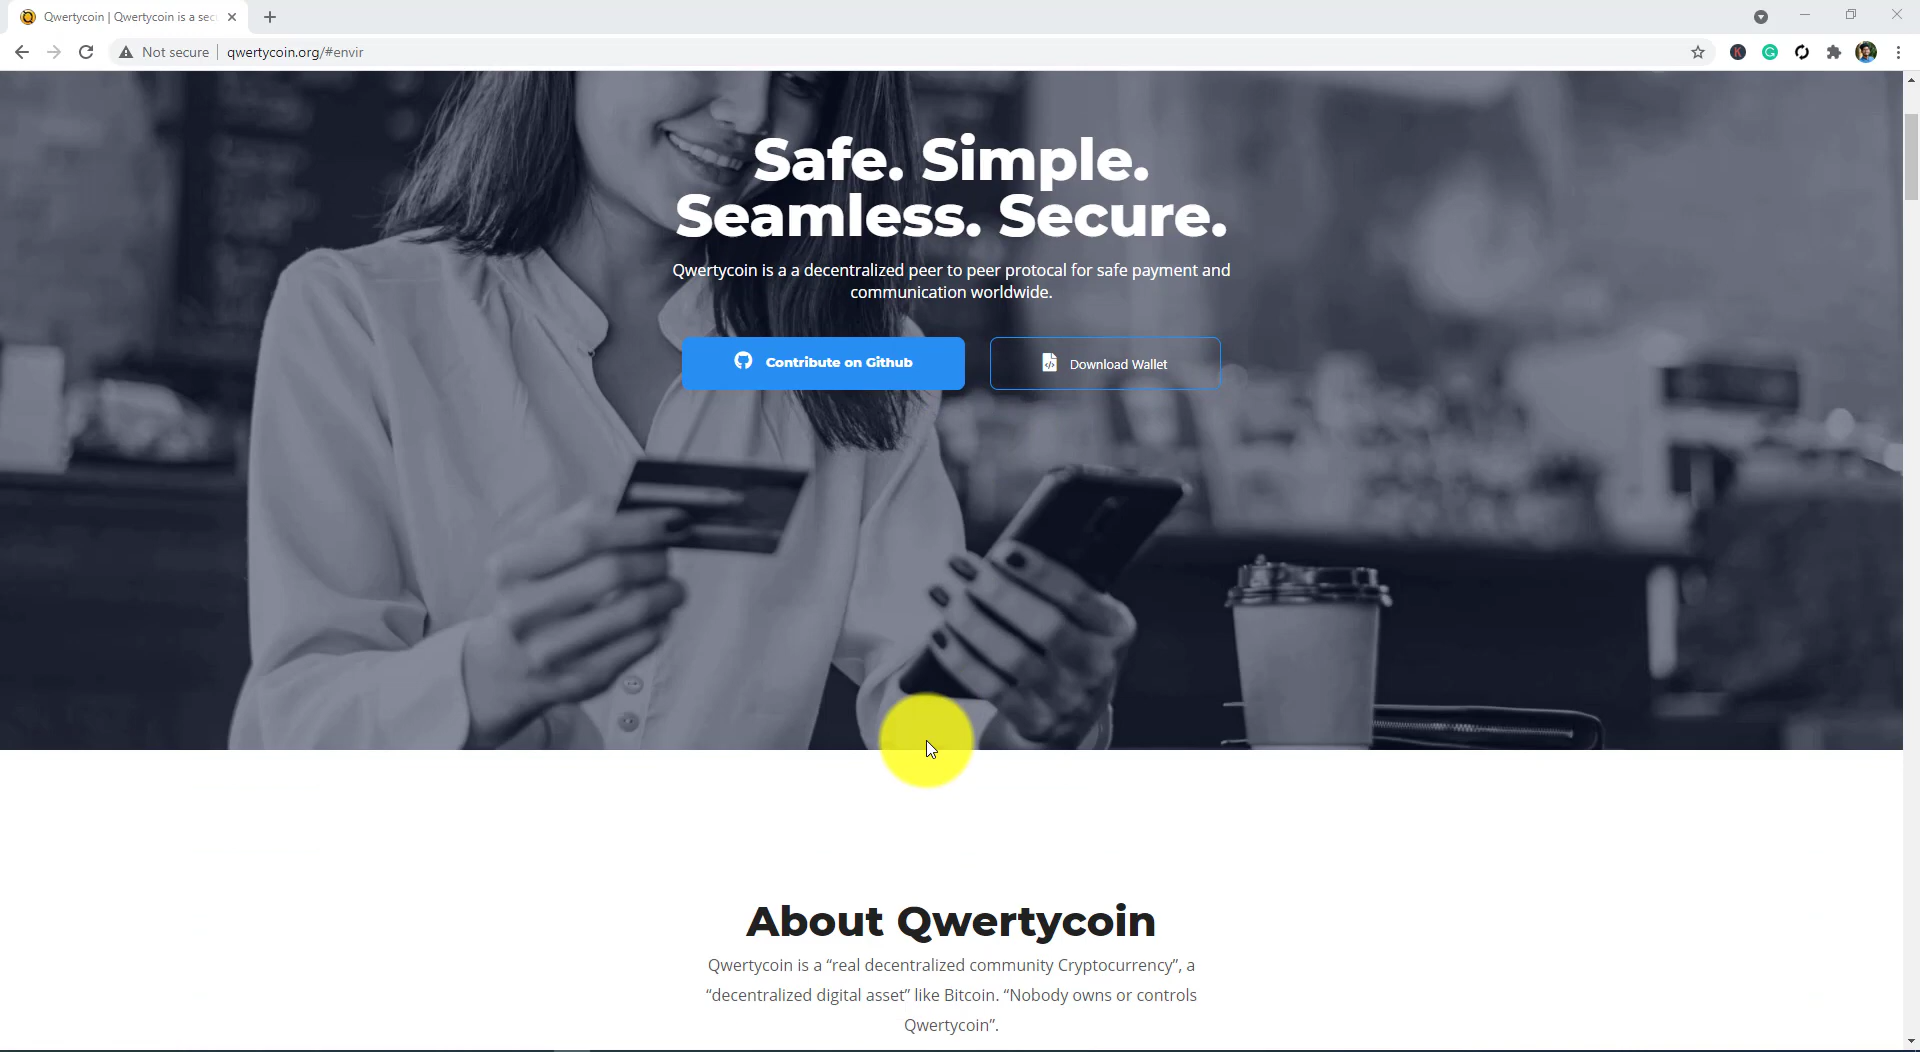 Qwertycoin | Qwertycoin is a sec
Not secure
qwertycoin.org/#envir
Safe. Simple.
Seamless. Secure.
Qwertycoin is a a decentralized peer to peer protocal for safe payment and
communication worldwide.
Contribute on Github
Download Wallet
About Qwertycoin
Qwertycoin is a “real decentralized community Cryptocurrency”, a
“decentralized digital asset” like Bitcoin. “Nobody owns or controls
Qwertycoin”.